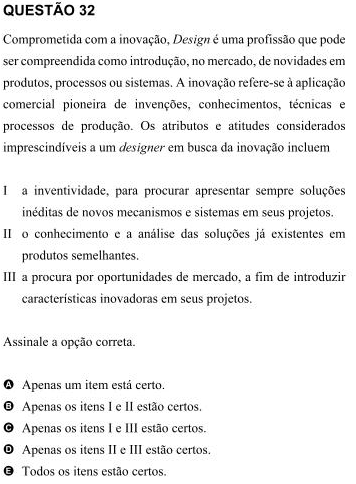 QUESTÃO 32
Comprometida com a inovação, Design é uma profissão que pode
ser compreendida como introdução, no mercado, de novidades em
produtos, processos ou sistemas. A inovação refere-se à aplicação
comercial pioneira de invenções, conhecimentos, técnicas e
processos de produção. Os atributos e atitudes considerados
imprescindíveis a um designer em busca da inovação incluem
I a inventividade, para procurar apresentar sempre soluções
inéditas de novos mecanismos e sistemas em seus projetos.
II o conhecimento e a análise das soluções já existentes em
produtos semelhantes.
III a procura por oportunidades de mercado, a fim de introduzir
características inovadoras em seus projetos.
Assinale a opção correta.
A Apenas um item está certo.
B Apenas os itens I e II estão certos.
C Apenas os itens I e III estão certos.
D Apenas os itens II e III estão certos.
E Todos os itens estão certos.